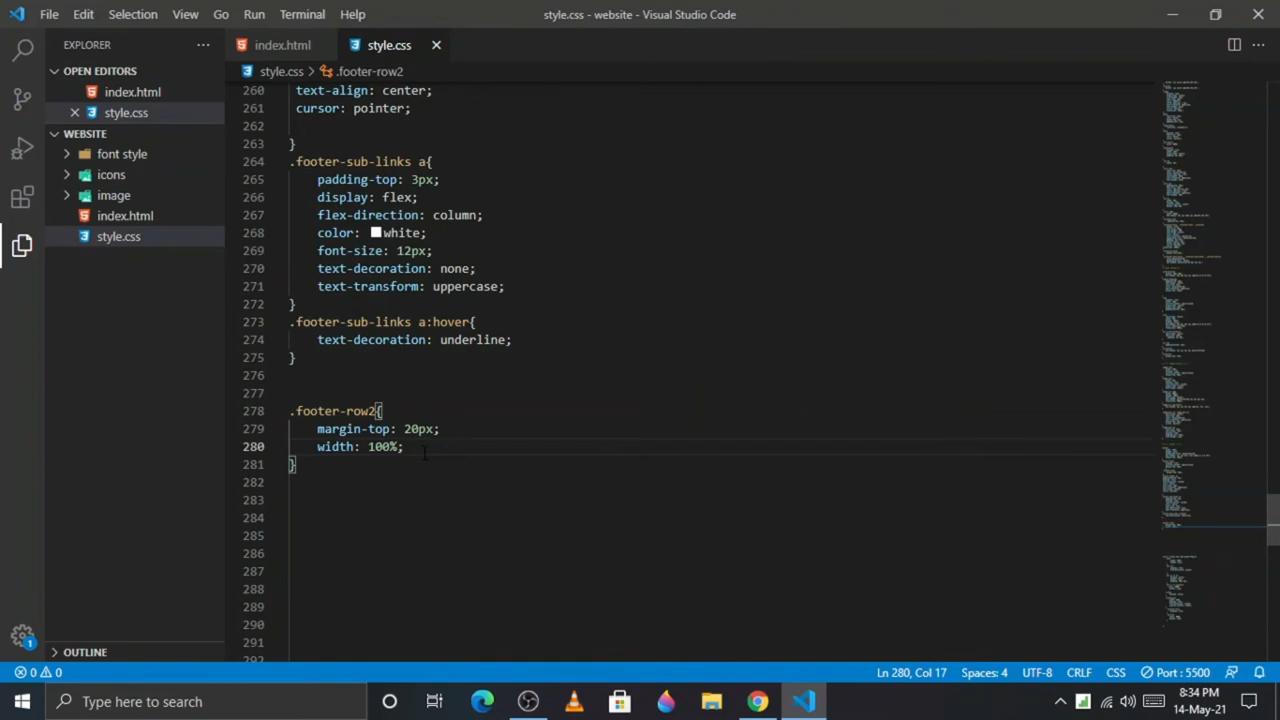 File Edit Selection View Go Run Terminal Help
style.css - website - Visual Studio Code
EXPLORER
OPEN EDITORS
index.html
style.css
WEBSITE
font style
icons
image
index.html
style.css
OUTLINE
index.html
style.css
style.css > .footer-row2
260 text-align: center;
261 cursor: pointer;
262
263 }
264 .footer-sub-links a{
265 padding-top: 3px;
266 display: flex;
267 flex-direction: column;
268 color: white;
269 font-size: 12px;
270 text-decoration: none;
271 text-transform: uppercase;
272 }
273 .footer-sub-links a:hover{
274 text-decoration: underline;
275 }
276
277
278 .footer-row2{
279 margin-top: 20px;
280 width: 100%;
281 }
282
283
284
285
286
287
288
289
290
291
292
1
0 0
Ln 280, Col 17 Spaces: 4 UTF-8 CRLF CSS Port : 5500
Type here to search
8:34 PM
14-May-21